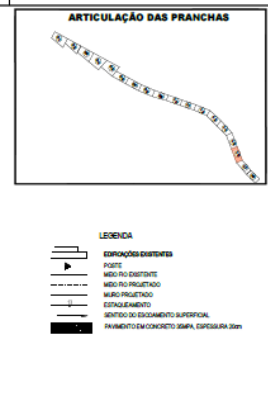 ARTICULAÇÃO DAS PRANCHAS
LEGENDA
EDIFICAÇÕES EXISTENTES
POSTE
MEIO FIO EXISTENTE
MEIO FIO PROJETADO
MURO PROJETADO
ESTAQUEAMENTO
SENTIDO DO ESCOAMENTO SUPERFICIAL
PAVIMENTO EM CONCRETO 35MPA, ESPESSURA 20cm